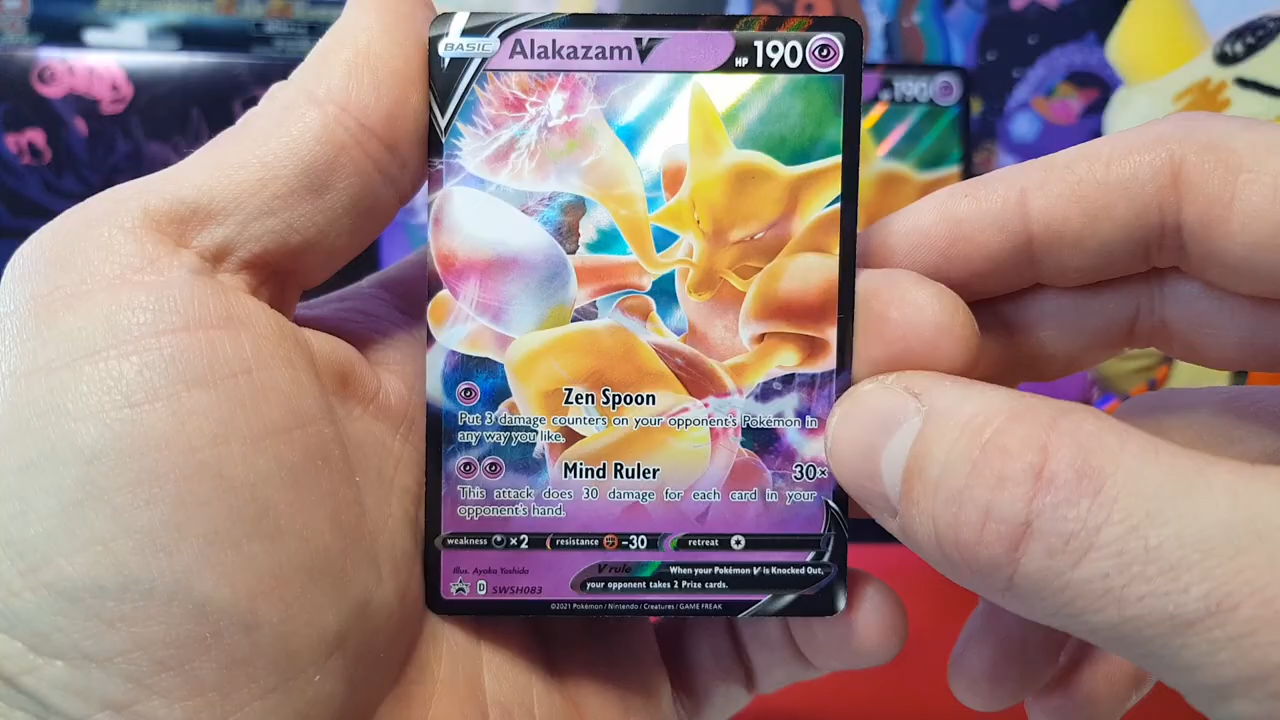 BASIC Alakazam V HP 190
190
Zen Spoon
Put 3 damage counters on your opponent's Pokémon in
any way you like.
Mind Ruler 30×
This attack does 30 damage for each card in your
opponent's hand.
weakness ×2 resistance -30 retreat
Illus. Ayaka Yoshida
V rule When your Pokémon V is Knocked Out,
your opponent takes 2 Prize cards.
D SWSH083
©2021 Pokémon / Nintendo / Creatures / GAME FREAK